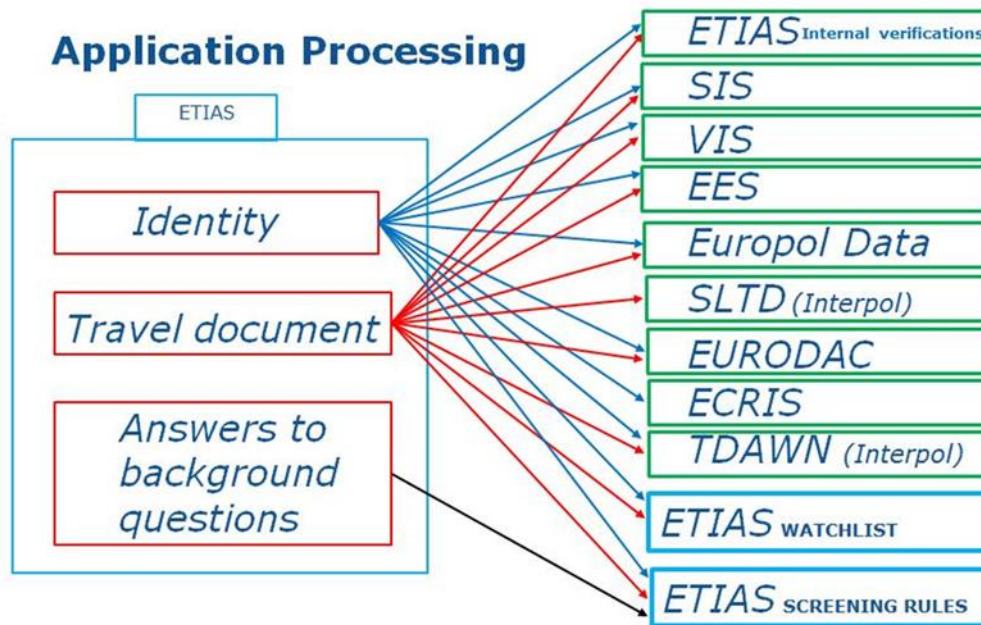 Application Processing
ETIAS
Identity
Travel document
Answers to
background
questions
ETIAS Internal verifications
SIS
VIS
EES
Europol Data
SLTD (Interpol)
EURODAC
ECRIS
TDAWN (Interpol)
ETIAS WATCHLIST
ETIAS SCREENING RULES